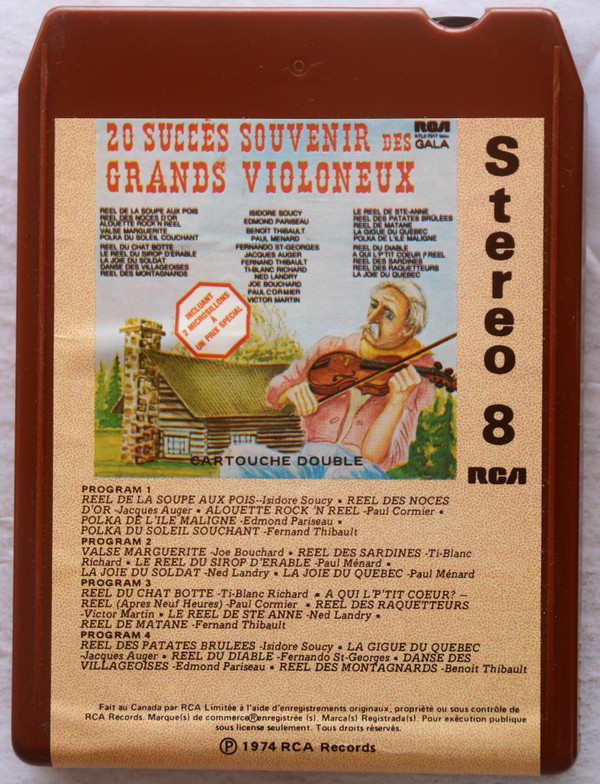 20 SUCCÈS SOUVENIR DES
GRANDS VIOLONEUX
RCA
GALA
REEL DE LA SOUPE AUX POIS
REEL DES NOCES D'OR
ALOUETTE ROCK'N REEL
VALSE MARGUERITE
POLKA DU SOLEIL COUCHANT
REEL DU CHAT BOTTE
LE REEL DU SIROP D'ERABLE
LA JOIE DU SOLDAT
DANSE DES VILLAGEOISES
REEL DES MONTAGNARDS
ISIDORE SOUCY
EDMOND PARISEAU
BENOIT THIBAULT
PAUL MENARD
FERNANDO ST-GEORGES
JACQUES AUGER
FERNAND THIBAULT
TI-BLANC RICHARD
NED LANDRY
JOE BOUCHARD
PAUL CORMIER
VICTOR MARTIN
LE REEL DE STE-ANNE
REEL DES PATATES BRÛLEES
REEL DE MATANE
LA GIGUE DU QUEBEC
POLKA DE L'ILE MALIGNE
REEL DU DIABLE
A QUI L'P'TIT COEUR ? REEL
REEL DES SARDINES
REEL DES RAQUETTEURS
LA JOIE DU QUEBEC
INCLUANT
2 MICROSILLONS
À
UN PRIX SPÉCIAL
CARTOUCHE DOUBLE
Stereo 8
RCA
PROGRAM 1
REEL DE LA SOUPE AUX POIS--Isidore Soucy • REEL DES NOCES
D'OR -Jacques Auger • ALOUETTE ROCK 'N REEL -Paul Cormier •
POLKA DE L'ILE MALIGNE -Edmond Pariseau •
POLKA DU SOLEIL SOUCHANT -Fernand Thibault
PROGRAM 2
VALSE MARGUERITE -Joe Bouchard • REEL DES SARDINES -Ti-Blanc
Richard • LE REEL DU SIROP D'ERABLE -Paul Ménard •
LA JOIE DU SOLDAT -Ned Landry • LA JOIE DU QUEBEC -Paul Ménard
PROGRAM 3
REEL DU CHAT BOTTE -Ti-Blanc Richard • A QUI L'P'TIT COEUR? –
REEL (Apres Neuf Heures) -Paul Cormier • REEL DES RAQUETTEURS
-Victor Martin • LE REEL DE STE ANNE -Ned Landry •
REEL DE MATANE -Fernand Thibault
PROGRAM 4
REEL DES PATATES BRULEES -Isidore Soucy • LA GIGUE DU QUEBEC
-Jacques Auger • REEL DU DIABLE -Fernando St-Georges • DANSE DES
VILLAGEOISES -Edmond Pariseau • REEL DES MONTAGNARDS -Benoit Thibault
Fait au Canada par RCA Limitée à l'aide d'enregistrements originaux, propriété ou sous contrôle de
RCA Records. Marque(s) de commerce®enregistrée (s). Marca(s) Registrada(s). Pour exécution publique
sous license seulement. Tous droits réservés.
℗ 1974 RCA Records